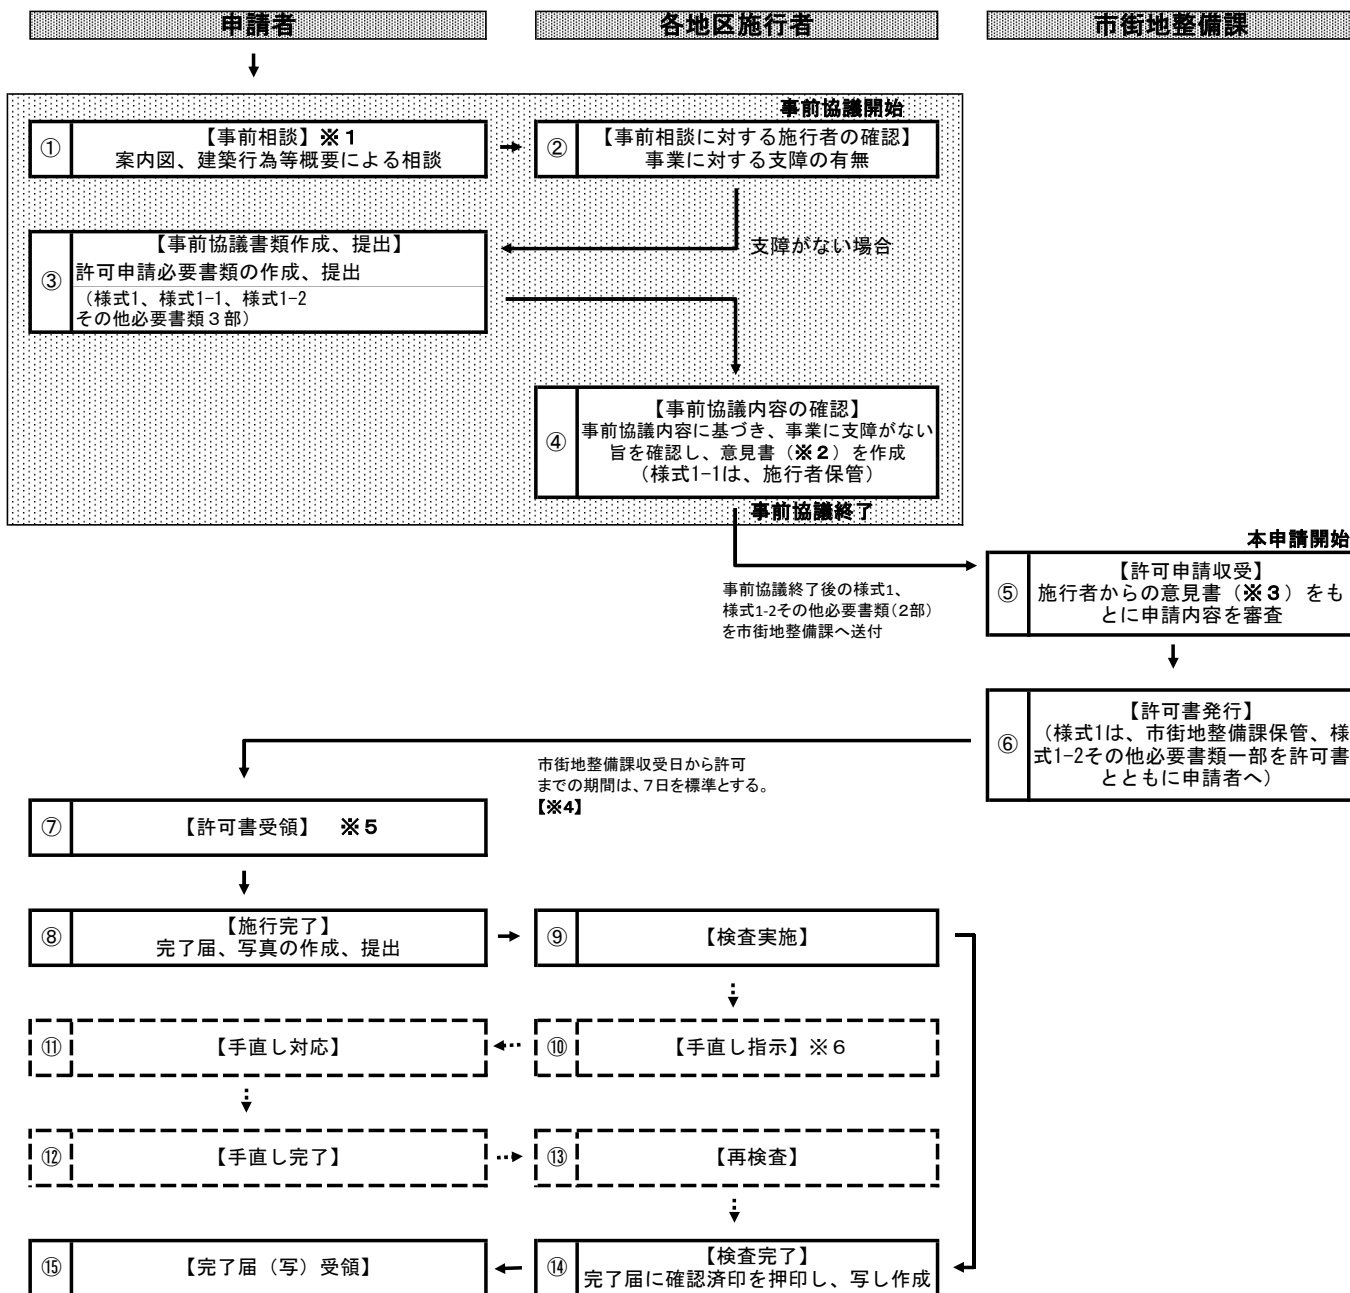 申請者
各地区施行者
市街地整備課
事前協議開始
①
【事前相談】※１
案内図、建築行為等概要による相談
②
【事前相談に対する施行者の確認】
事業に対する支障の有無
支障がない場合
③
【事前協議書類作成、提出】
許可申請必要書類の作成、提出
（様式1、様式1-1、様式1-2
その他必要書類３部）
④
【事前協議内容の確認】
事前協議内容に基づき、事業に支障がない
旨を確認し、意見書（※２）を作成
（様式1-1は、施行者保管）
事前協議終了
本申請開始
事前協議終了後の様式1、
様式1-2その他必要書類（２部）
を市街地整備課へ送付
⑤
【許可申請収受】
施行者からの意見書（※３）をも
とに申請内容を審査
⑥
【許可書発行】
（様式1は、市街地整備課保管、様
式1-2その他必要書類一部を許可書
とともに申請者へ）
市街地整備課収受日から許可
までの期間は、７日を標準とする。
【※4】
⑦
【許可書受領】　※５
⑧
【施行完了】
完了届、写真の作成、提出
⑨
【検査実施】
⑪
【手直し対応】
⑩
【手直し指示】※６
⑫
【手直し完了】
⑬
【再検査】
⑮
【完了届（写）受領】
⑭
【検査完了】
完了届に確認済印を押印し、写し作成